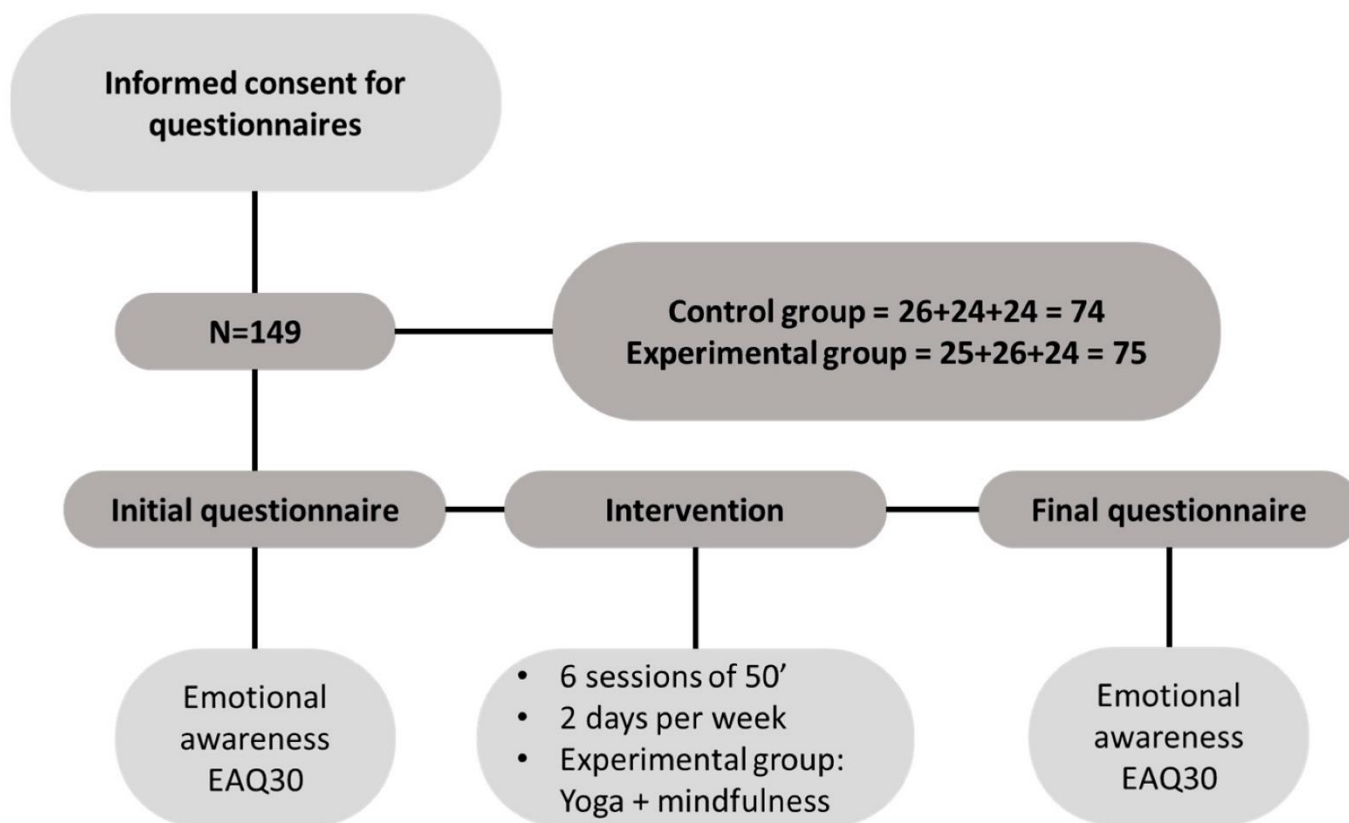 Informed consent for
questionnaires
N=149
Control group = 26+24+24 = 74
Experimental group = 25+26+24 = 75
Initial questionnaire
Intervention
Final questionnaire
Emotional
awareness
EAQ30
• 6 sessions of 50′
• 2 days per week
• Experimental group:
Yoga + mindfulness
Emotional
awareness
EAQ30